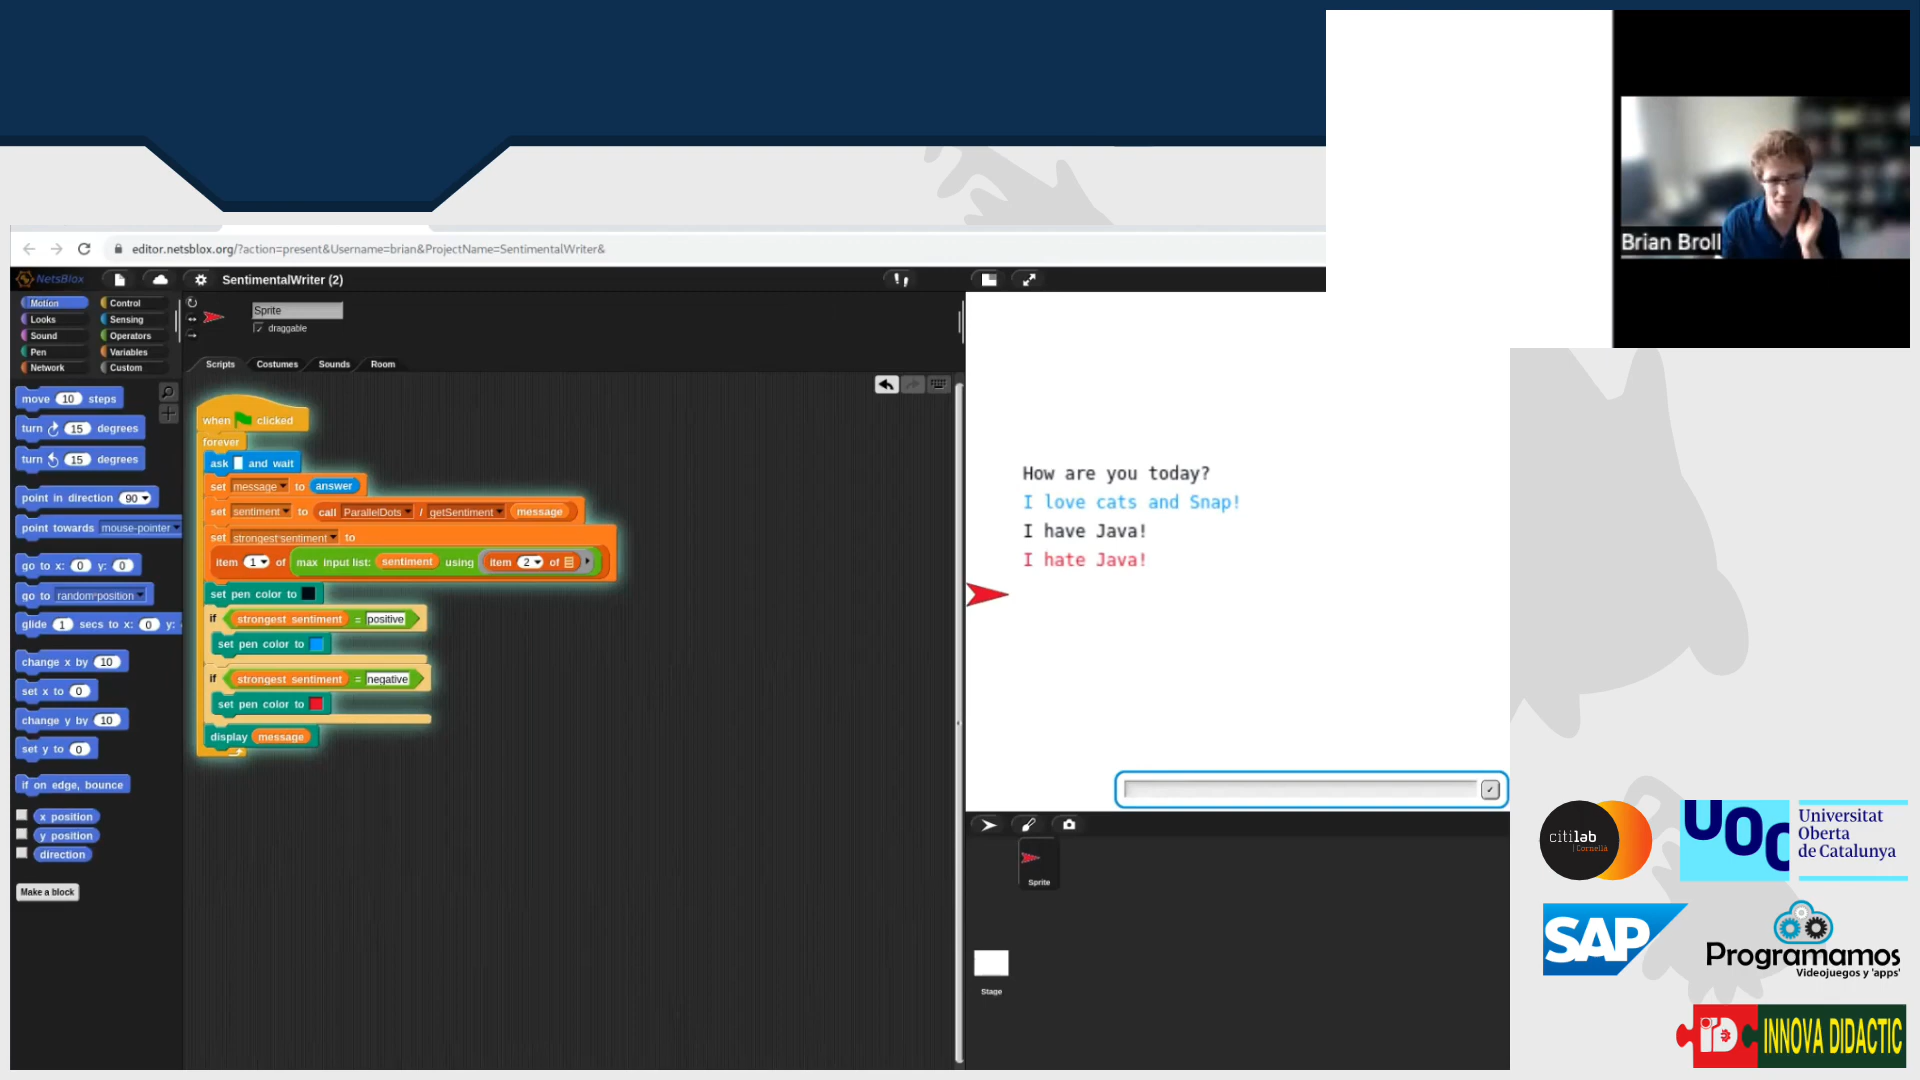 editor.netsblox.org/?action=present&Username=brian&ProjectName=SentimentalWriter&
Brian Broll
NetsBlox
SentimentalWriter (2)
Motion
Control
Looks
Sensing
Sound
Operators
Pen
Variables
Network
Custom
Sprite
draggable
Scripts
Costumes
Sounds
Room
move 10 steps
turn 15 degrees
turn 15 degrees
point in direction 90
point towards mouse-pointer
go to x: 0 y: 0
go to random position
glide 1 secs to x: 0 y:
change x by 10
set x to 0
change y by 10
set y to 0
if on edge, bounce
x position
y position
direction
Make a block
when clicked
forever
ask and wait
set message to answer
set sentiment to call ParallelDots / getSentiment message
set strongest sentiment to
item 1 of max input list: sentiment using item 2 of
set pen color to
if strongest sentiment = positive
set pen color to
if strongest sentiment = negative
set pen color to
display message
How are you today?
I love cats and Snap!
I have Java!
I hate Java!
Sprite
Stage
citilab
Cornellà
UOC
Universitat
Oberta
de Catalunya
SAP
Programamos
Videojuegos y 'apps'
iD
INNOVA DIDACTIC